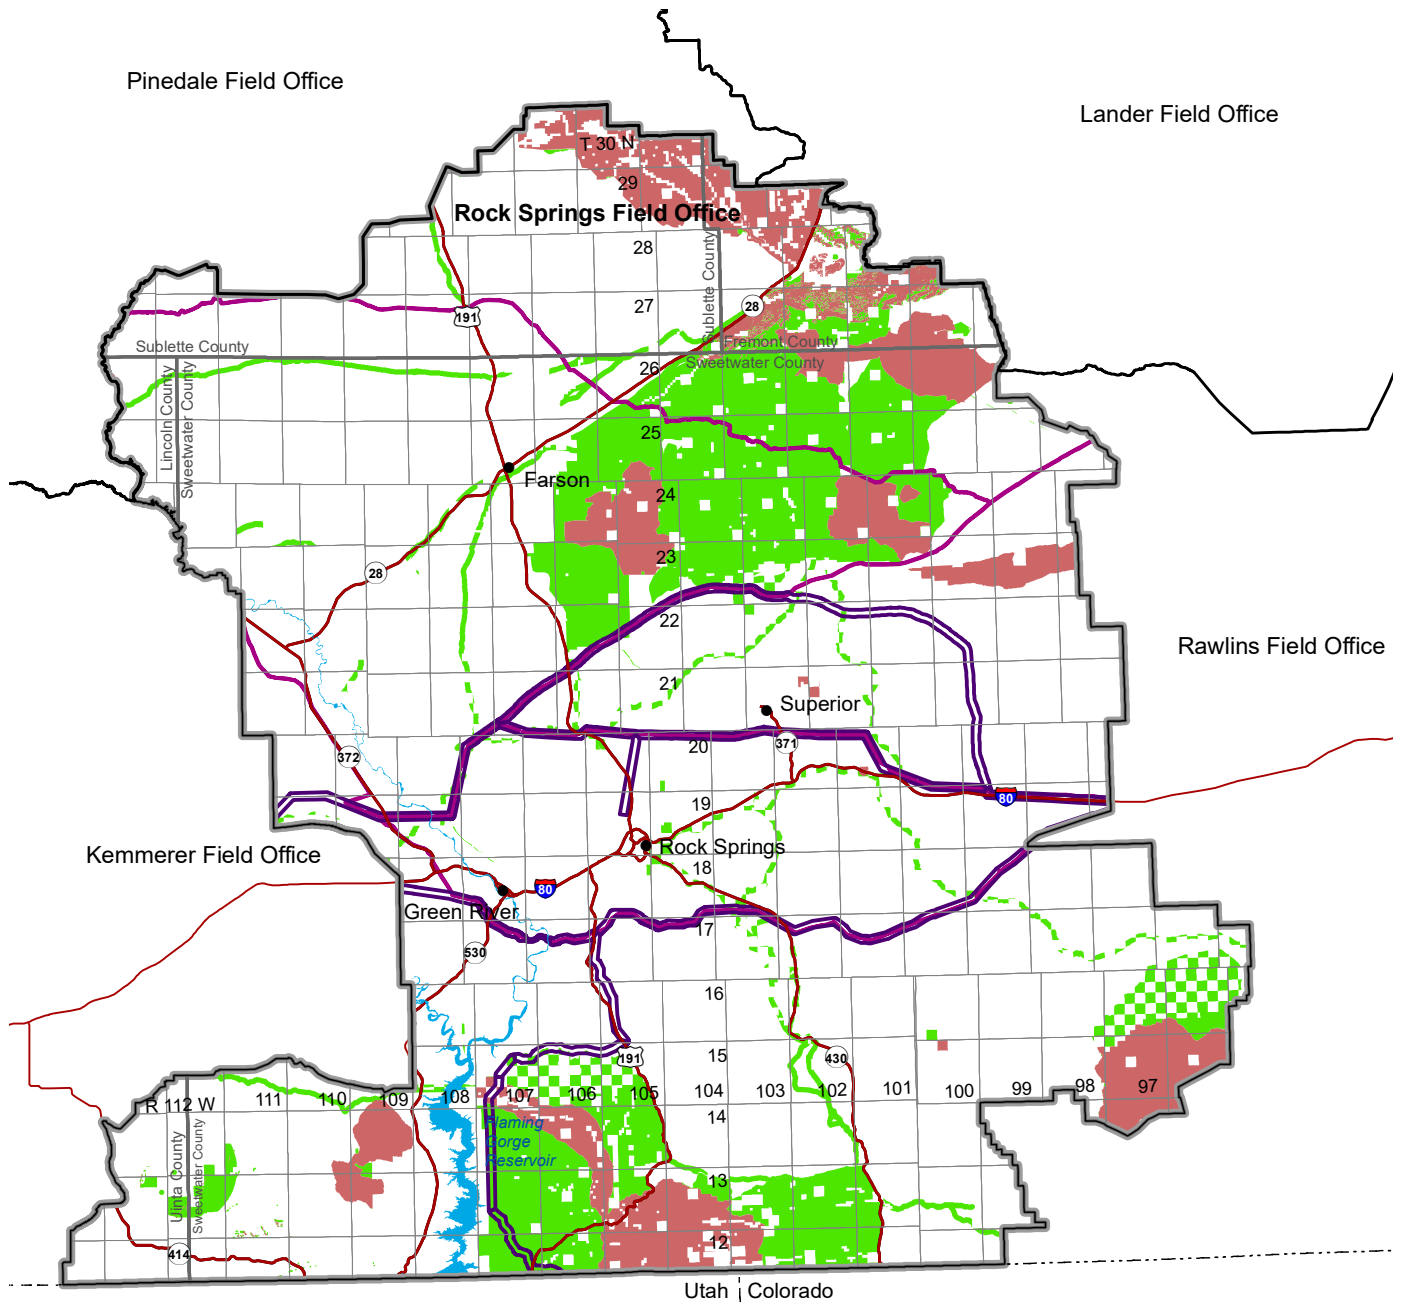 Pinedale Field Office
Lander Field Office
T 30 N
29
Rock Springs Field Office
28
Sublette County
27
28
191
Sublette County
Fremont County
Sweetwater County
26
Lincoln County
Sweetwater County
25
Farson
24
23
28
22
Rawlins Field Office
21
Superior
20
371
372
19
80
Rock Springs
Kemmerer Field Office
18
80
Green River
17
530
16
15
191
430
R 112 W
111
110
109
108
107
106
105
104
103
102
101
100
99
98
97
14
Flaming
Gorge
Reservoir
Uinta County
Sweetwater County
13
12
414
Utah
Colorado